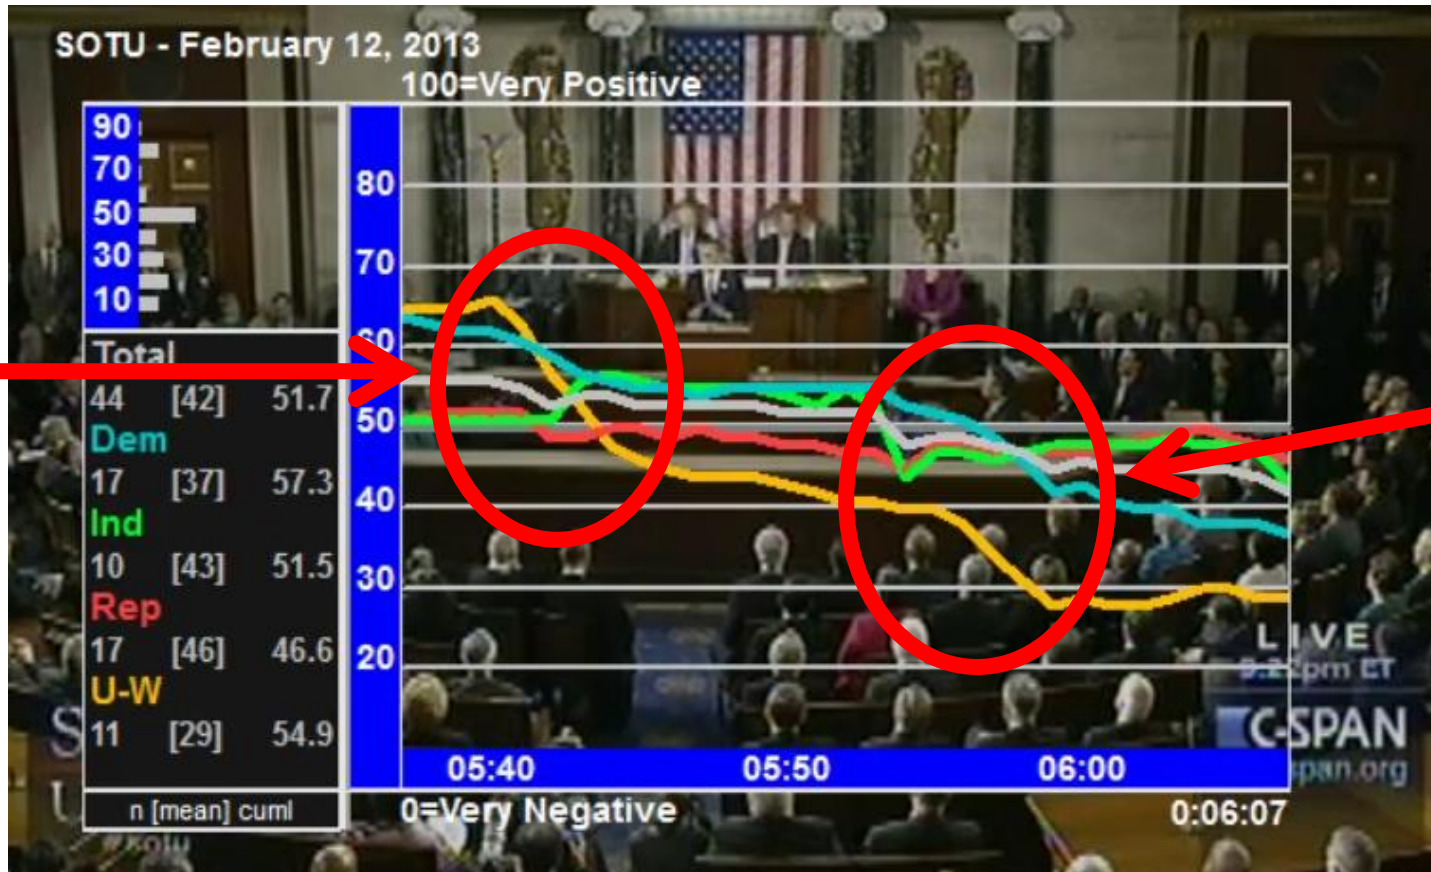 SOTU - February 12, 2013
100=Very Positive
90
70
50
30
10
Total
44 [42] 51.7
Dem
17 [37] 57.3
Ind
10 [43] 51.5
Rep
17 [46] 46.6
U-W
11 [29] 54.9
n [mean] cuml
80
70
60
50
40
30
20
05:40 05:50 06:00
0=Very Negative
0:06:07
LIVE
pm ET
C-SPAN
span.org
S
U
#sotu